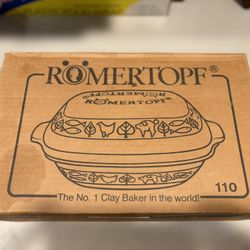 RÖMERTOPF®
RÖMERTOPF
110
The No. 1 Clay Baker in the world!